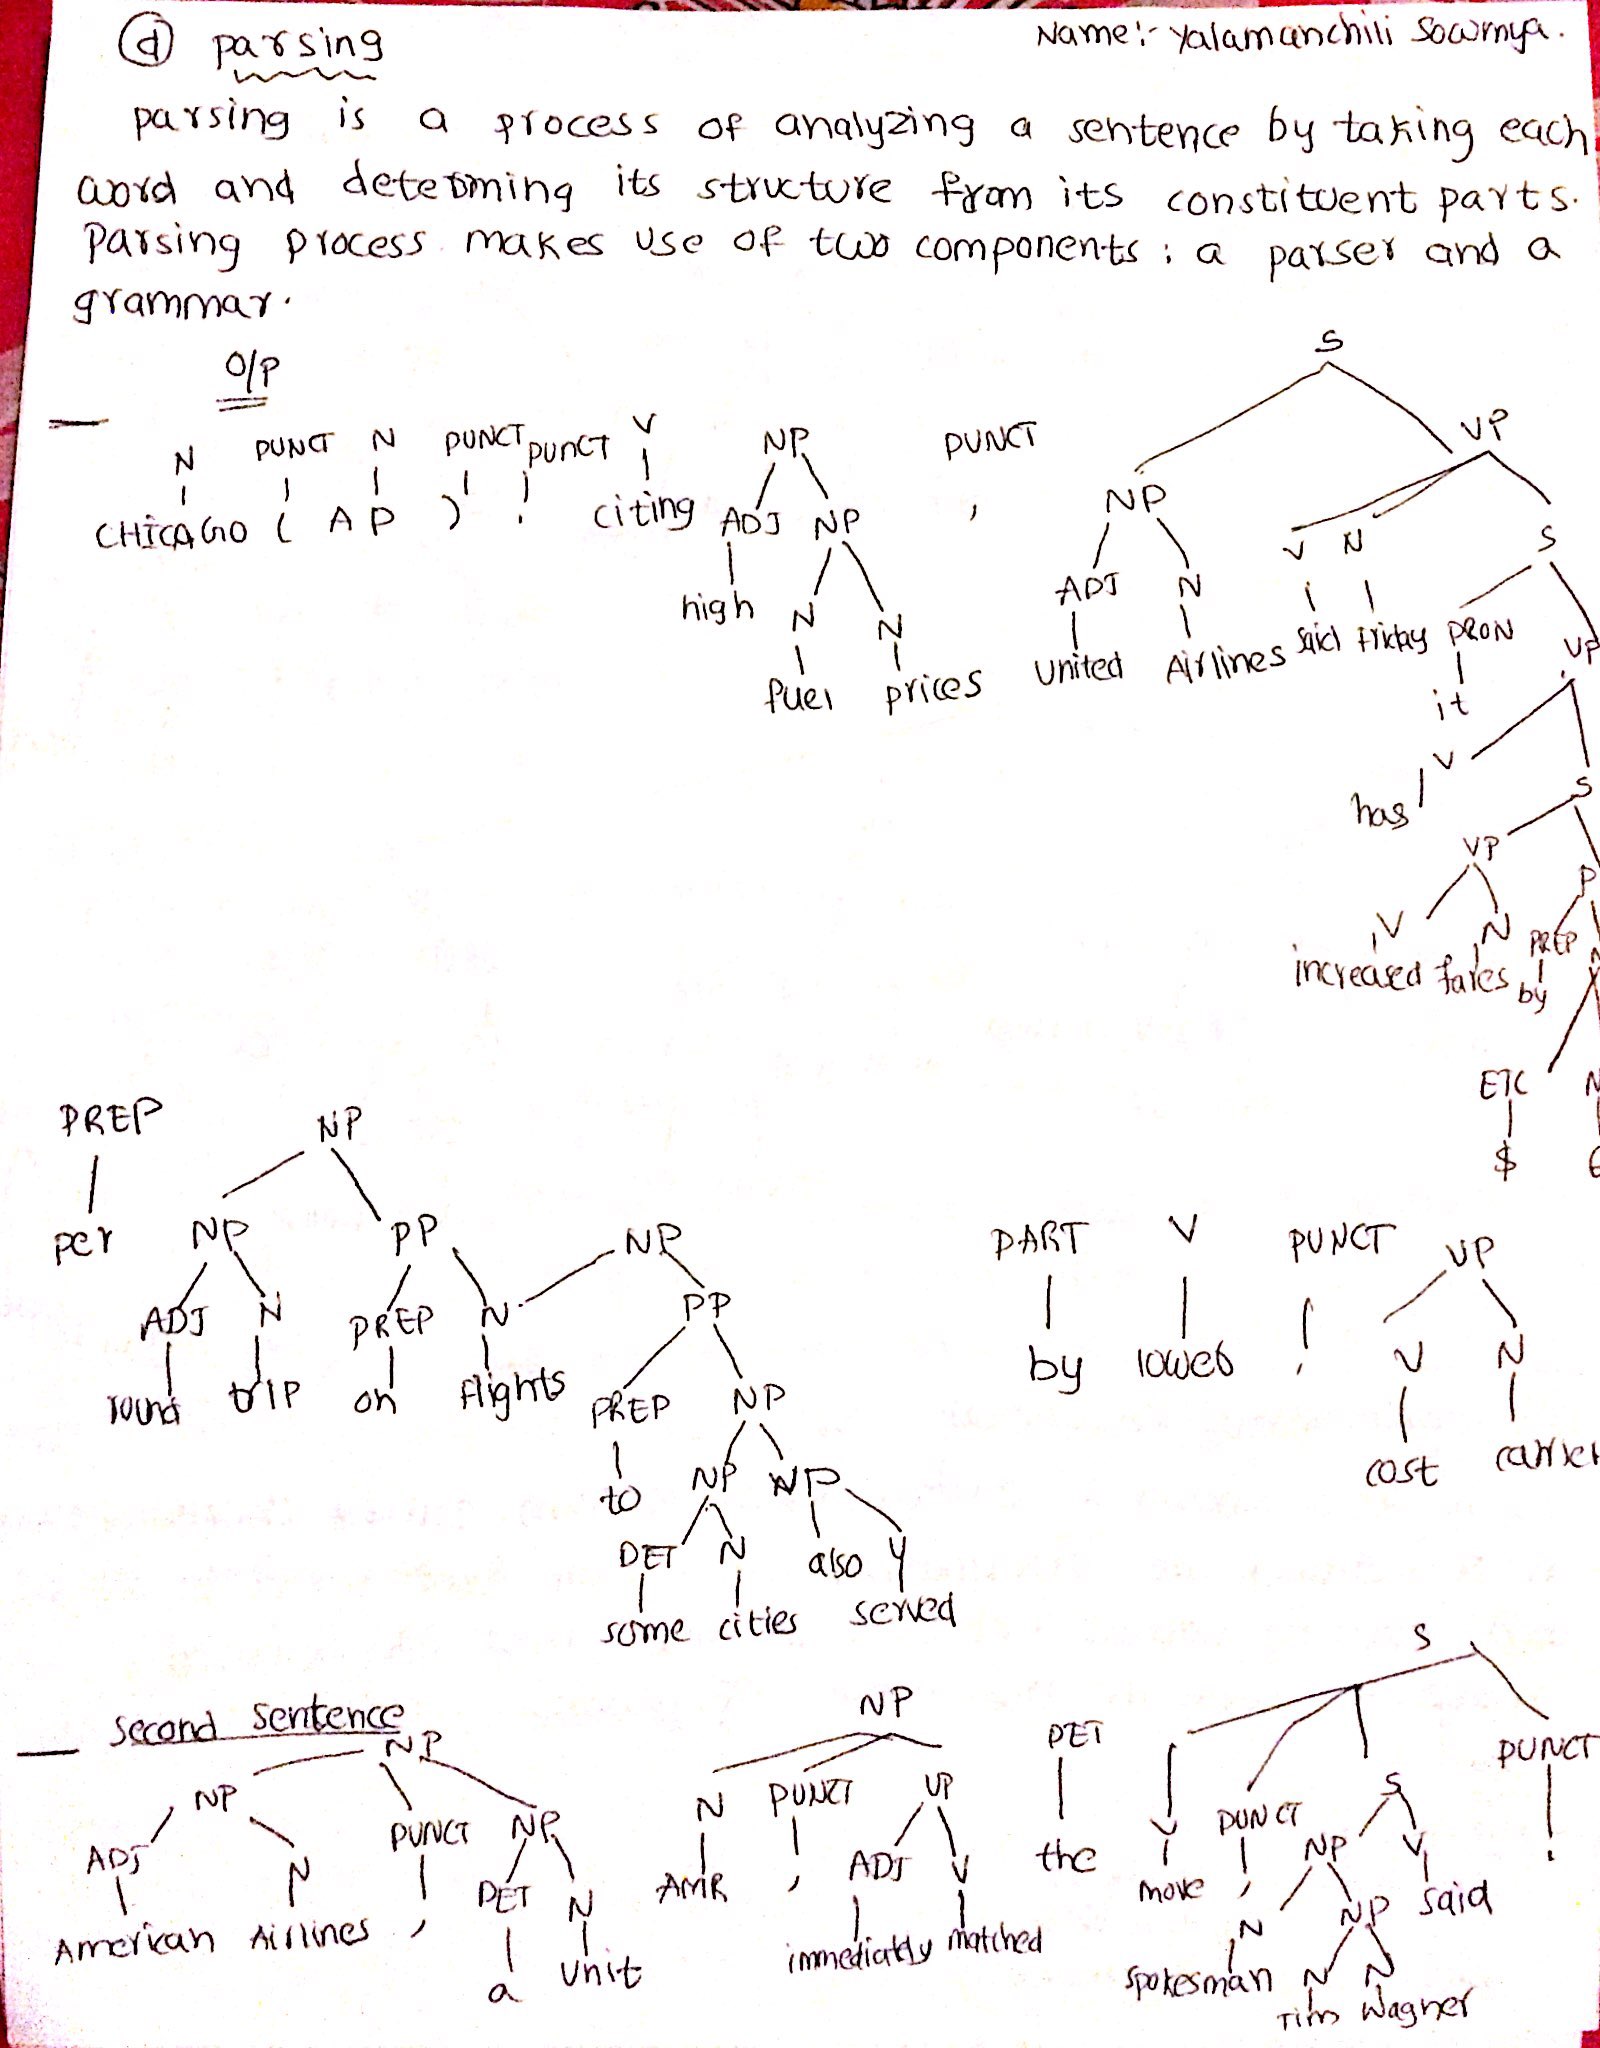 d parsing
Name:- Yalamanchili Sowmya.
parsing is a process of analyzing a sentence by taking each
word and determing its structure from its constituent parts.
Parsing process makes use of two components : a parser and a
grammar.
O/P
S
N PUNCT N PUNCT PUNCT V NP PUNCT VP
CHICAGO ( A P ) : citing ADJ NP , NP V N S
high N N ADJ N said Friday PRON VP
fuel prices United Airlines it
V
has S
VP P
V N PREP N
increased fares by
ETC N
$ 6
PREP NP
per NP PP NP PART V PUNCT VP
ADJ N PREP N PP by lower , V N
round trip on flights PREP NP cost carrier
to NP NP
DET N also V
some cities served
S
Second Sentence
NP NP DET PUNCT
NP PUNCT NP N PUNCT VP the V PUNCT S .
ADJ N , DET N AMR , ADJ V move , NP V
American Airlines a unit immediately matched N NP said
spokesman N N
Tim Wagner